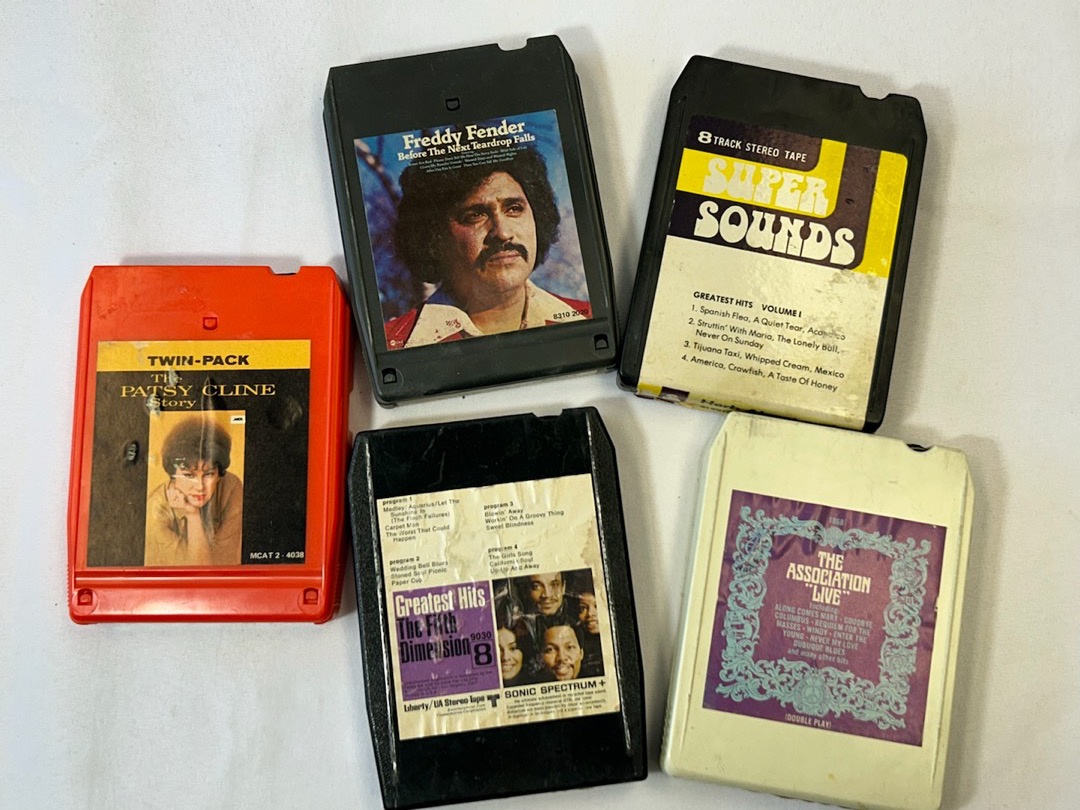 Freddy Fender
Before The Next Teardrop Falls
8310 2020
8 TRACK STEREO TAPE
SUPER
SOUNDS
GREATEST HITS VOLUME I
1. Spanish Flea, A Quiet Tear,
2. Struttin' With Maria, The Lonely Bull,
Never On Sunday
3. Tijuana Taxi, Whipped Cream, Mexico
4. America, Crawfish, A Taste Of Honey
TWIN-PACK
The
PATSY CLINE
Story
MCAT 2 - 4038
program 1
Medley: Aquarius/Let The
Sunshine In
(The Flesh Failures)
Carpet Man
The Worst That Could
Happen
program 2
Wedding Bell Blues
Stoned Soul Picnic
Paper Cup
program 3
Blowin' Away
Workin' On A Groovy Thing
Sweet Blindness
program 4
The Girls Song
California Soul
Up-Up & Away
Greatest Hits
The Fifth
Dimension
9030
8
Liberty/UA Stereo Tape
SONIC SPECTRUM+
1868
THE
ASSOCIATION
"LIVE"
Including
ALONG COMES MARY • GOODBYE
COLUMBUS • REQUIEM FOR THE
MASSES • WINDY • ENTER THE
YOUNG • NEVER MY LOVE
DUBUQUE BLUES
and many other hits
(DOUBLE PLAY)